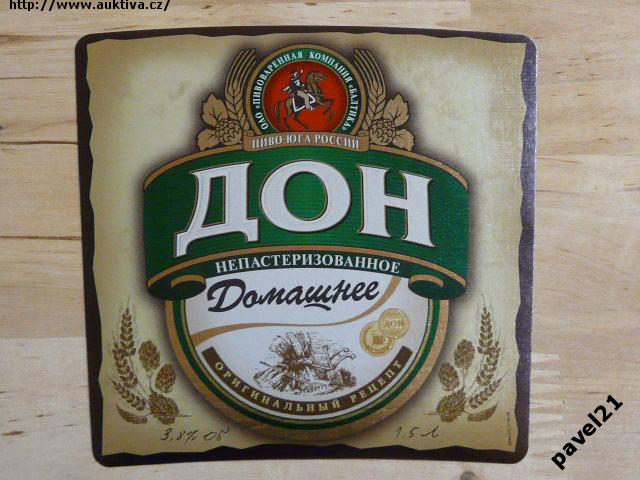 http://www.auktiva.cz/
ОАО «ПИВОВАРЕННАЯ КОМПАНИЯ «БАЛТИКА»
ПИВО ЮГА РОССИИ
ДОН
НЕПАСТЕРИЗОВАННОЕ
Домашнее
ДОН
ОРИГИНАЛЬНЫЙ РЕЦЕПТ
3,8% Об
1.5 Л
pavel21